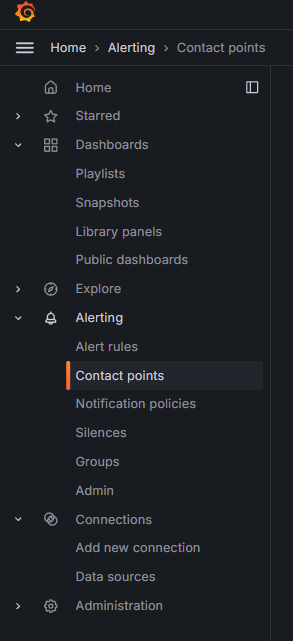 Home > Alerting > Contact points
Home
Starred
Dashboards
Playlists
Snapshots
Library panels
Public dashboards
Explore
Alerting
Alert rules
Contact points
Notification policies
Silences
Groups
Admin
Connections
Add new connection
Data sources
Administration